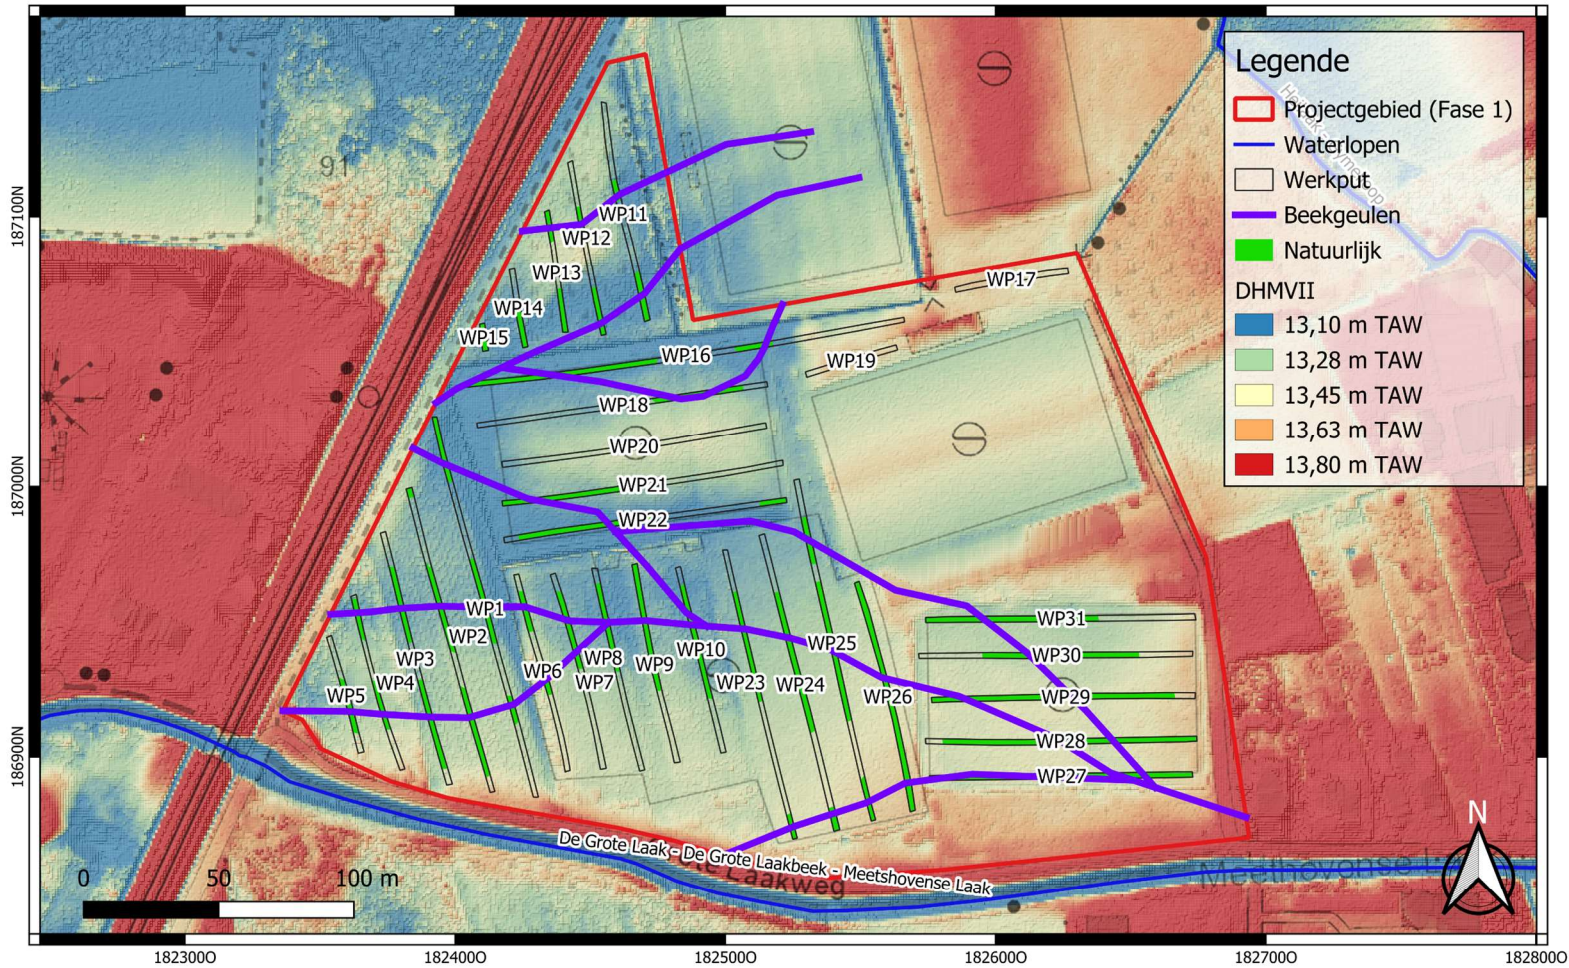 Legende
Projectgebied (Fase 1)
Waterlopen
Werkput
Beekgeulen
Natuurlijk
DHMVII
13,10 m TAW
13,28 m TAW
13,45 m TAW
13,63 m TAW
13,80 m TAW
91
187100N
187000N
186900N
WP11
WP12
WP13
WP14
WP15
WP16
WP17
WP18
WP19
WP20
WP21
WP22
WP1
WP2
WP3
WP4
WP5
WP6
WP7
WP8
WP9
WP10
WP23
WP24
WP25
WP26
WP31
WP30
WP29
WP28
WP27
De Grote Laak - De Grote Laakbeek - Meetshovense Laak
Laakweg
N
0 50 100 m
182300O 182400O 182500O 182600O 182700O 182800O